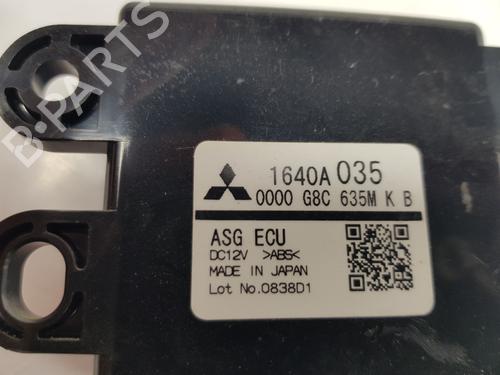 B-PARTS
1640A 035
0000 G8C 635M K B
ASG ECU
DC12V >ABS<
MADE IN JAPAN
Lot No.0838D1